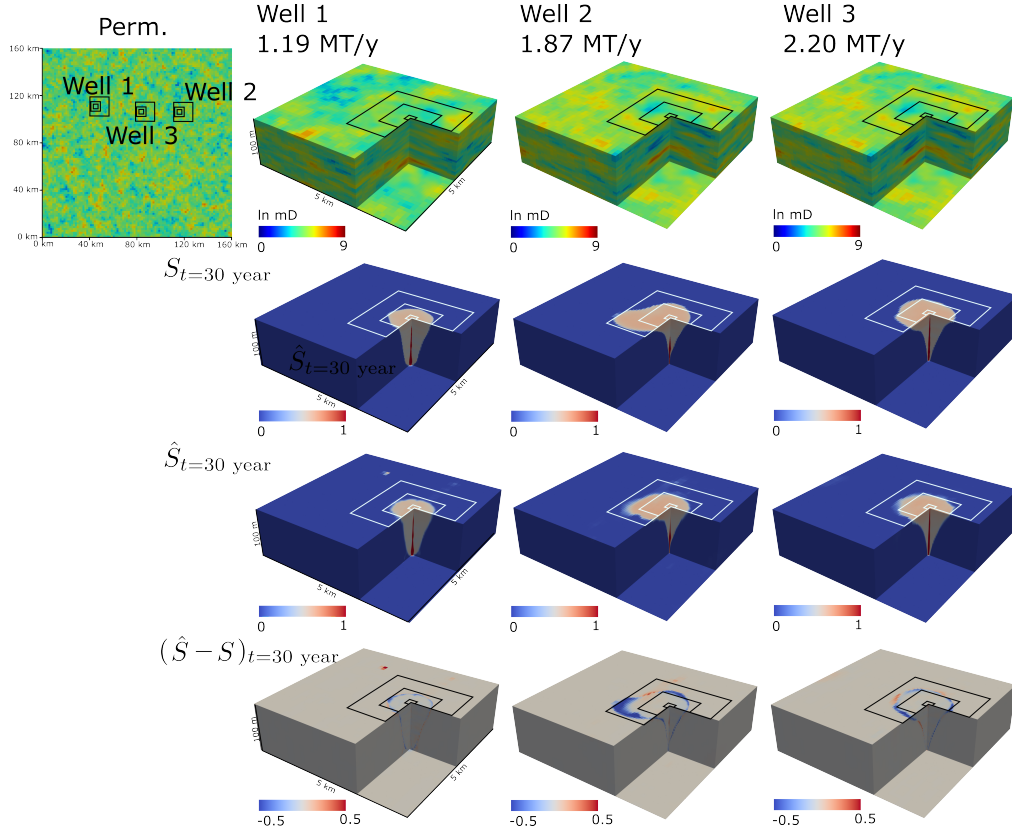 Perm.
Well 1
1.19 MT/y
Well 2
1.87 MT/y
Well 3
2.20 MT/y
160 km
120 km
80 km
40 km
0 km
0 km
40 km
80 km
120 km
160 km
Well 1
Well 2
Well 3
100 m
5 km
5 km
ln mD
0
9
ln mD
0
9
ln mD
0
9
S_{t=30 year}
100 m
Ŝ_{t=30 year}
5 km
5 km
0
1
0
1
0
1
Ŝ_{t=30 year}
100 m
5 km
5 km
0
1
0
1
0
1
(Ŝ − S)_{t=30 year}
100 m
5 km
5 km
-0.5
0.5
-0.5
0.5
-0.5
0.5